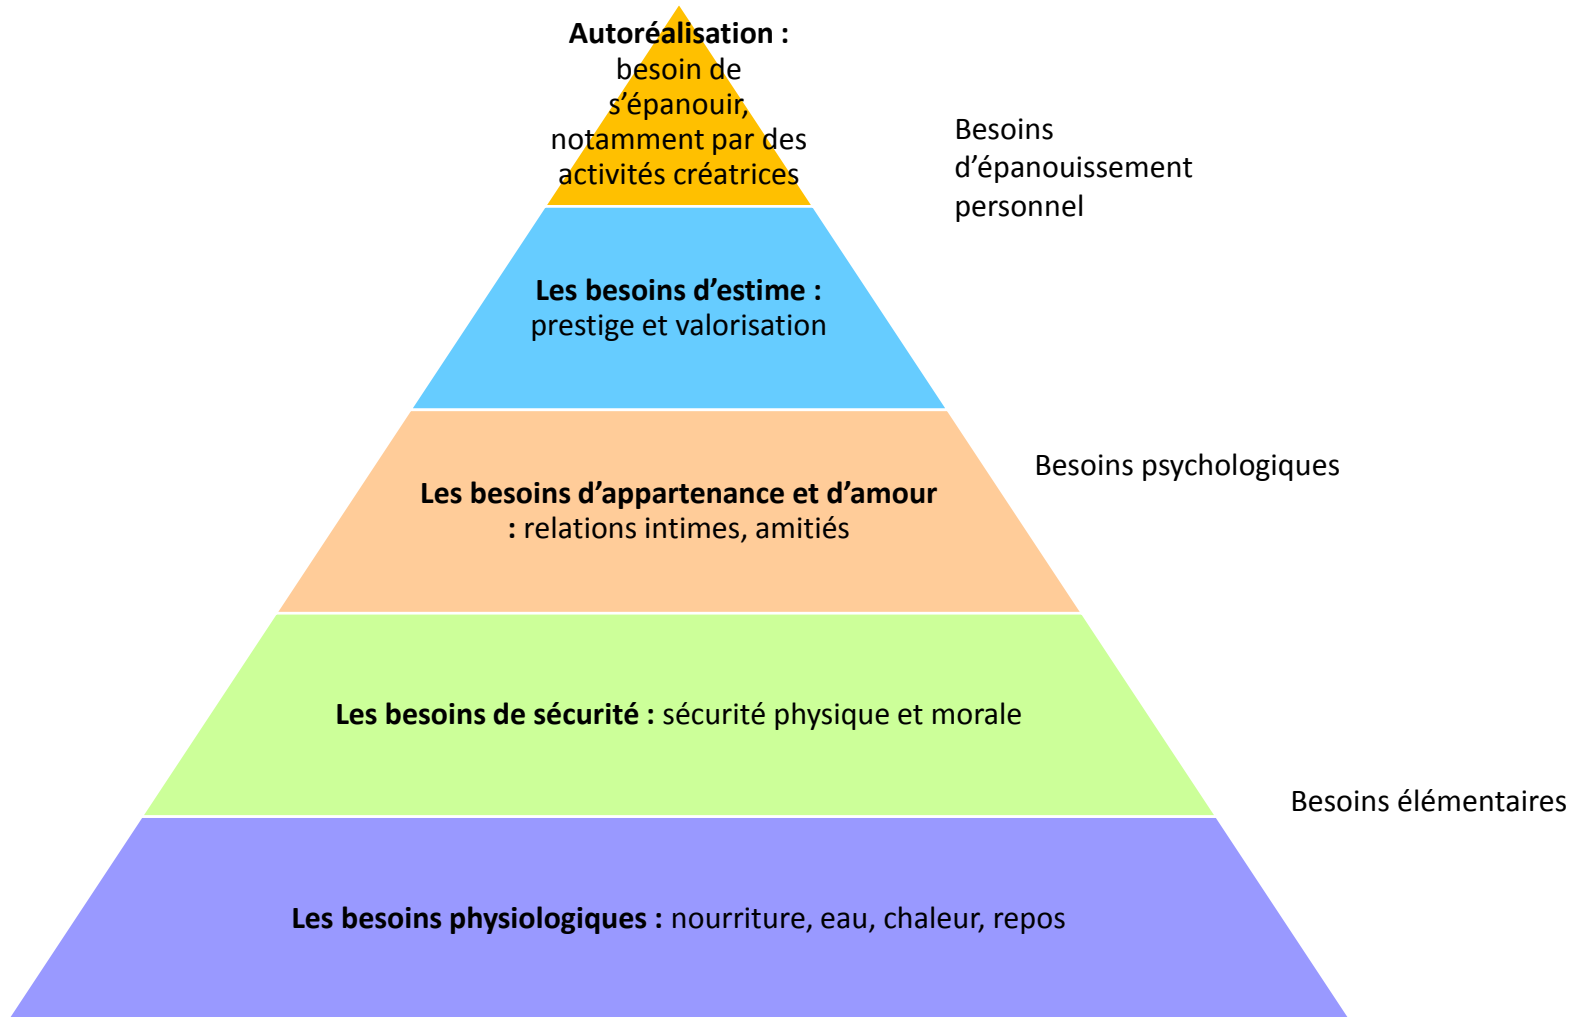 Autoréalisation :
besoin de
s’épanouir,
notamment par des
activités créatrices
Besoins
d’épanouissement
personnel
Les besoins d’estime :
prestige et valorisation
Besoins psychologiques
Les besoins d’appartenance et d’amour
: relations intimes, amitiés
Les besoins de sécurité : sécurité physique et morale
Besoins élémentaires
Les besoins physiologiques : nourriture, eau, chaleur, repos